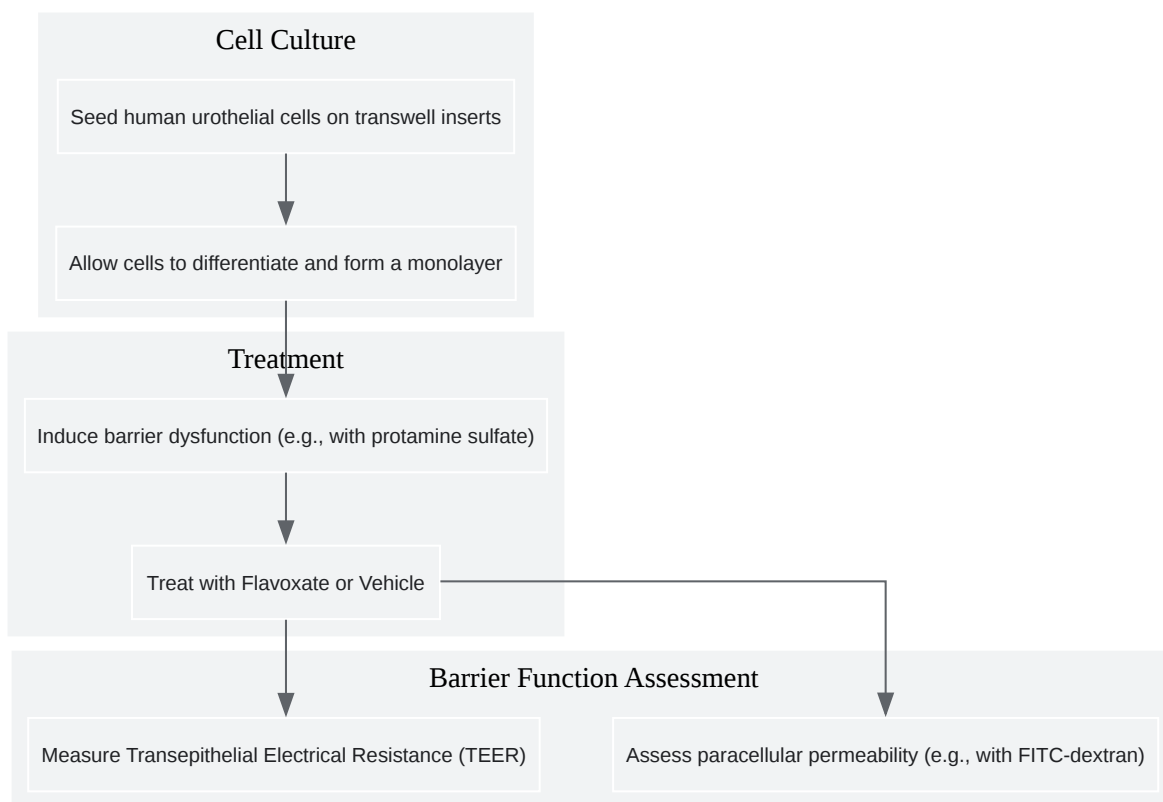 Cell Culture
Seed human urothelial cells on transwell inserts
Allow cells to differentiate and form a monolayer
Treatment
Induce barrier dysfunction (e.g., with protamine sulfate)
Treat with Flavoxate or Vehicle
Barrier Function Assessment
Measure Transepithelial Electrical Resistance (TEER)
Assess paracellular permeability (e.g., with FITC-dextran)